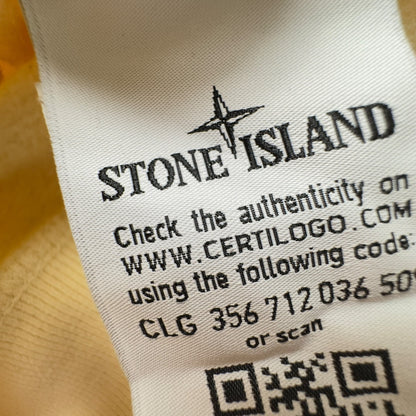 STONE ISLAND
Check the authenticity on
WWW.CERTILOGO.COM
using the following code:
CLG 356 712 036 50
or scan